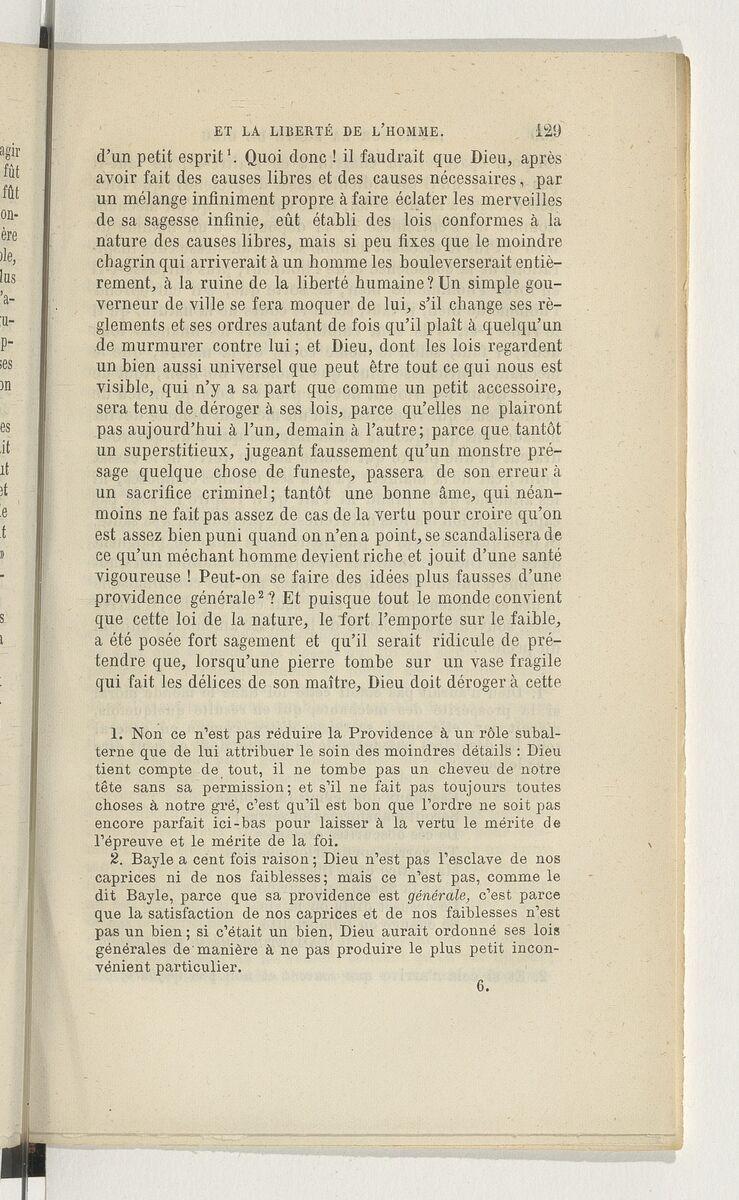 ET LA LIBERTÉ DE L'HOMME. 129
d'un petit esprit¹. Quoi donc ! il faudrait que Dieu, après
avoir fait des causes libres et des causes nécessaires, par
un mélange infiniment propre à faire éclater les merveilles
de sa sagesse infinie, eût établi des lois conformes à la
nature des causes libres, mais si peu fixes que le moindre
chagrin qui arriverait à un homme les bouleverserait entiè-
rement, à la ruine de la liberté humaine? Un simple gou-
verneur de ville se fera moquer de lui, s'il change ses rè-
glements et ses ordres autant de fois qu'il plaît à quelqu'un
de murmurer contre lui ; et Dieu, dont les lois regardent
un bien aussi universel que peut être tout ce qui nous est
visible, qui n'y a sa part que comme un petit accessoire,
sera tenu de déroger à ses lois, parce qu'elles ne plairont
pas aujourd'hui à l'un, demain à l'autre; parce que tantôt
un superstitieux, jugeant faussement qu'un monstre pré-
sage quelque chose de funeste, passera de son erreur à
un sacrifice criminel; tantôt une bonne âme, qui néan-
moins ne fait pas assez de cas de la vertu pour croire qu'on
est assez bien puni quand on n'en a point, se scandalisera de
ce qu'un méchant homme devient riche et jouit d'une santé
vigoureuse ! Peut-on se faire des idées plus fausses d'une
providence générale² ? Et puisque tout le monde convient
que cette loi de la nature, le fort l'emporte sur le faible,
a été posée fort sagement et qu'il serait ridicule de pré-
tendre que, lorsqu'une pierre tombe sur un vase fragile
qui fait les délices de son maître, Dieu doit déroger à cette
1. Non ce n'est pas réduire la Providence à un rôle subal-
terne que de lui attribuer le soin des moindres détails : Dieu
tient compte de tout, il ne tombe pas un cheveu de notre
tête sans sa permission; et s'il ne fait pas toujours toutes
choses à notre gré, c'est qu'il est bon que l'ordre ne soit pas
encore parfait ici-bas pour laisser à la vertu le mérite de
l'épreuve et le mérite de la foi.
2. Bayle a cent fois raison; Dieu n'est pas l'esclave de nos
caprices ni de nos faiblesses; mais ce n'est pas, comme le
dit Bayle, parce que sa providence est générale, c'est parce
que la satisfaction de nos caprices et de nos faiblesses n'est
pas un bien; si c'était un bien, Dieu aurait ordonné ses lois
générales de manière à ne pas produire le plus petit incon-
vénient particulier.
6.